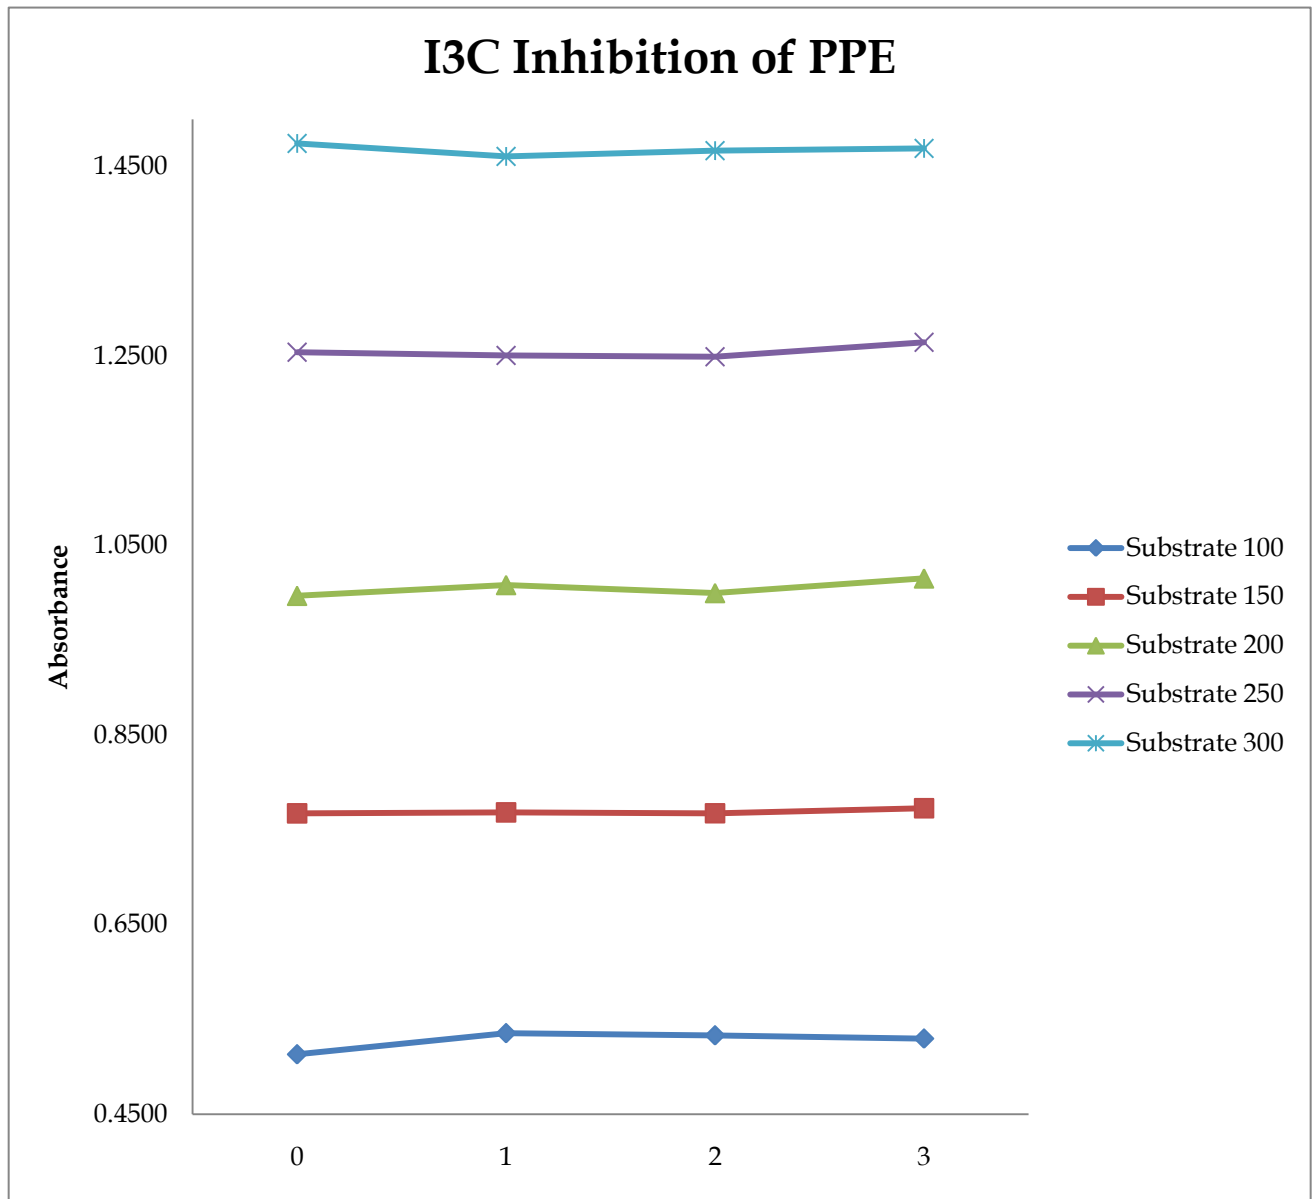 I3C Inhibition of PPE
1.4500
1.2500
1.0500
0.8500
0.6500
0.4500
Absorbance
0 1 2 3
Substrate 100
Substrate 150
Substrate 200
Substrate 250
Substrate 300